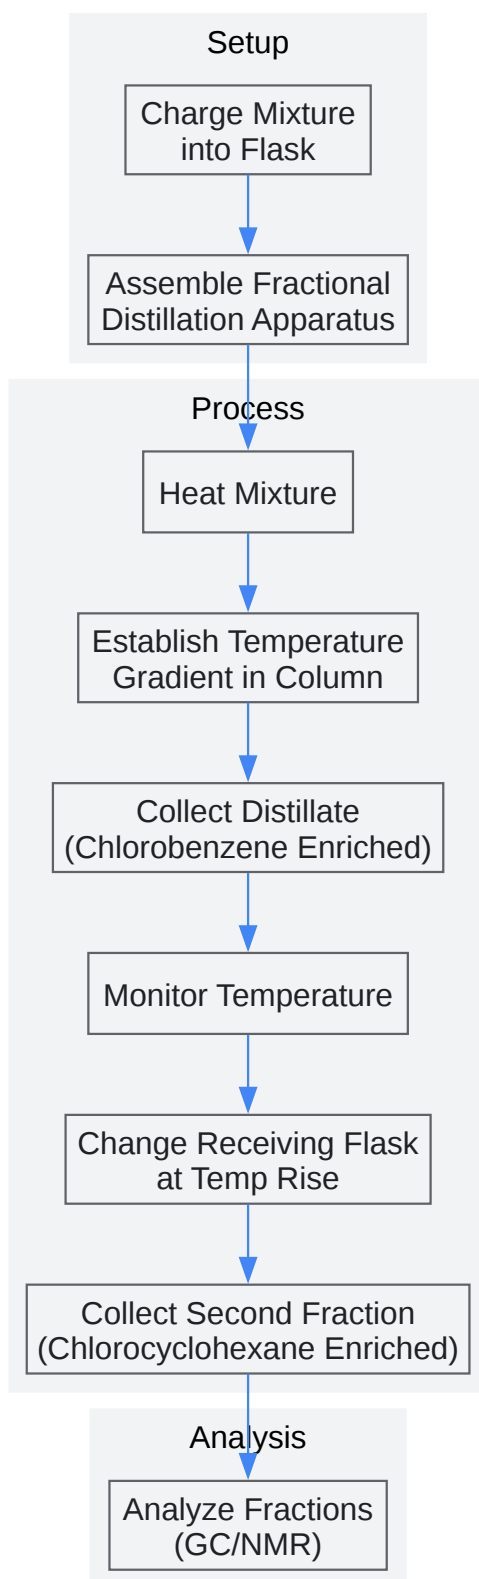 Setup
Charge Mixture
into Flask
Assemble Fractional
Distillation Apparatus
Process
Heat Mixture
Establish Temperature
Gradient in Column
Collect Distillate
(Chlorobenzene Enriched)
Monitor Temperature
Change Receiving Flask
at Temp Rise
Collect Second Fraction
(Chlorocyclohexane Enriched)
Analysis
Analyze Fractions
(GC/NMR)